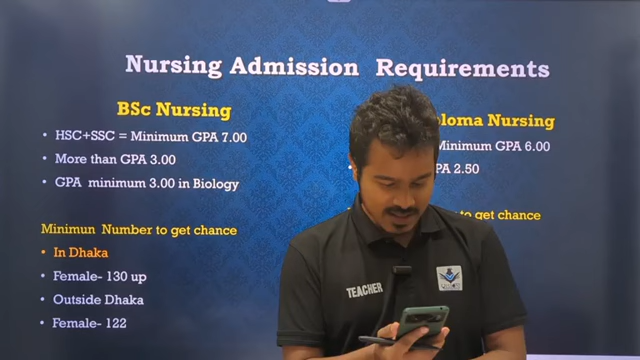 Nursing Admission Requirements
BSc Nursing
• HSC+SSC = Minimum GPA 7.00
• More than GPA 3.00
• GPA minimum 3.00 in Biology
Minimun Number to get chance
• In Dhaka
• Female- 130 up
• Outside Dhaka
• Female- 122
Nursing
Minimum GPA 6.00
2.50
to get chance
TEACHER